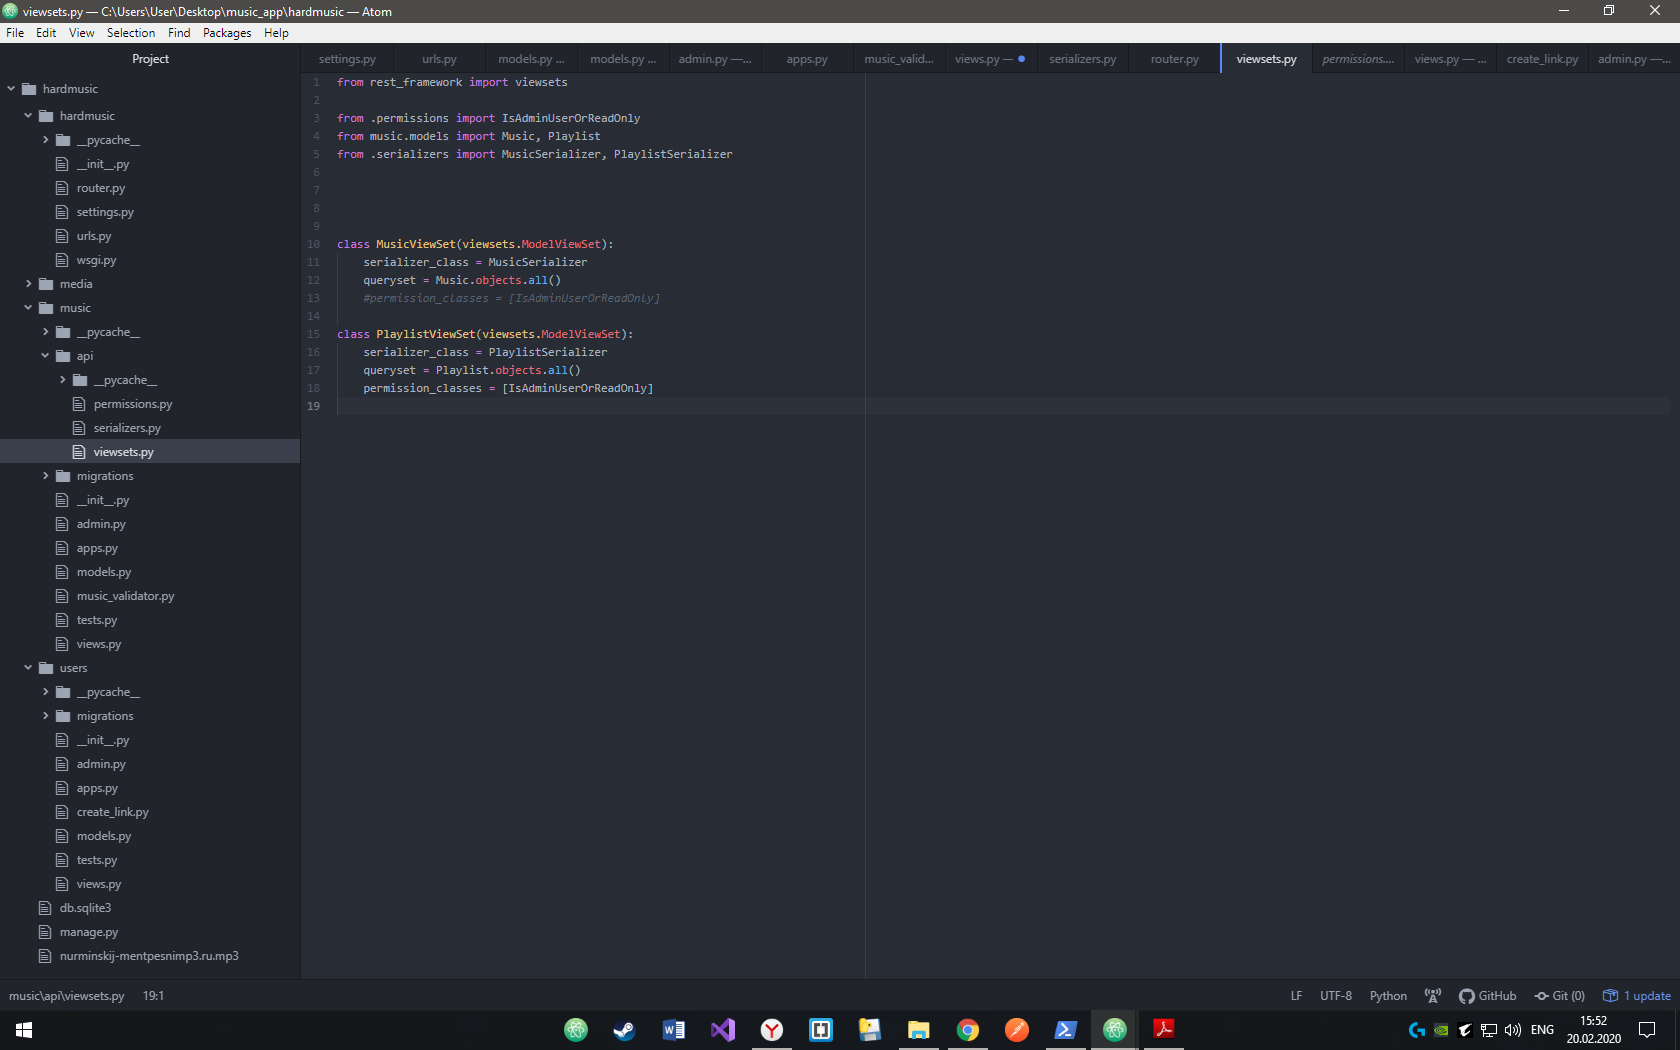 viewsets.py — C:\Users\User\Desktop\music_app\hardmusic — Atom
File Edit View Selection Find Packages Help
Project
settings.py urls.py models.py ... models.py ... admin.py —... apps.py music_valid... views.py — serializers.py router.py viewsets.py permissions.... views.py — ... create_link.py admin.py —...
hardmusic
hardmusic
__pycache__
__init__.py
router.py
settings.py
urls.py
wsgi.py
media
music
__pycache__
api
__pycache__
permissions.py
serializers.py
viewsets.py
migrations
__init__.py
admin.py
apps.py
models.py
music_validator.py
tests.py
views.py
users
__pycache__
migrations
__init__.py
admin.py
apps.py
create_link.py
models.py
tests.py
views.py
db.sqlite3
manage.py
nurminskij-mentpesnimp3.ru.mp3
1 from rest_framework import viewsets
2
3 from .permissions import IsAdminUserOrReadOnly
4 from music.models import Music, Playlist
5 from .serializers import MusicSerializer, PlaylistSerializer
6
7
8
9
10 class MusicViewSet(viewsets.ModelViewSet):
11     serializer_class = MusicSerializer
12     queryset = Music.objects.all()
13     #permission_classes = [IsAdminUserOrReadOnly]
14
15 class PlaylistViewSet(viewsets.ModelViewSet):
16     serializer_class = PlaylistSerializer
17     queryset = Playlist.objects.all()
18     permission_classes = [IsAdminUserOrReadOnly]
19
music\api\viewsets.py 19:1 LF UTF-8 Python GitHub Git (0) 1 update
ENG
15:52
20.02.2020